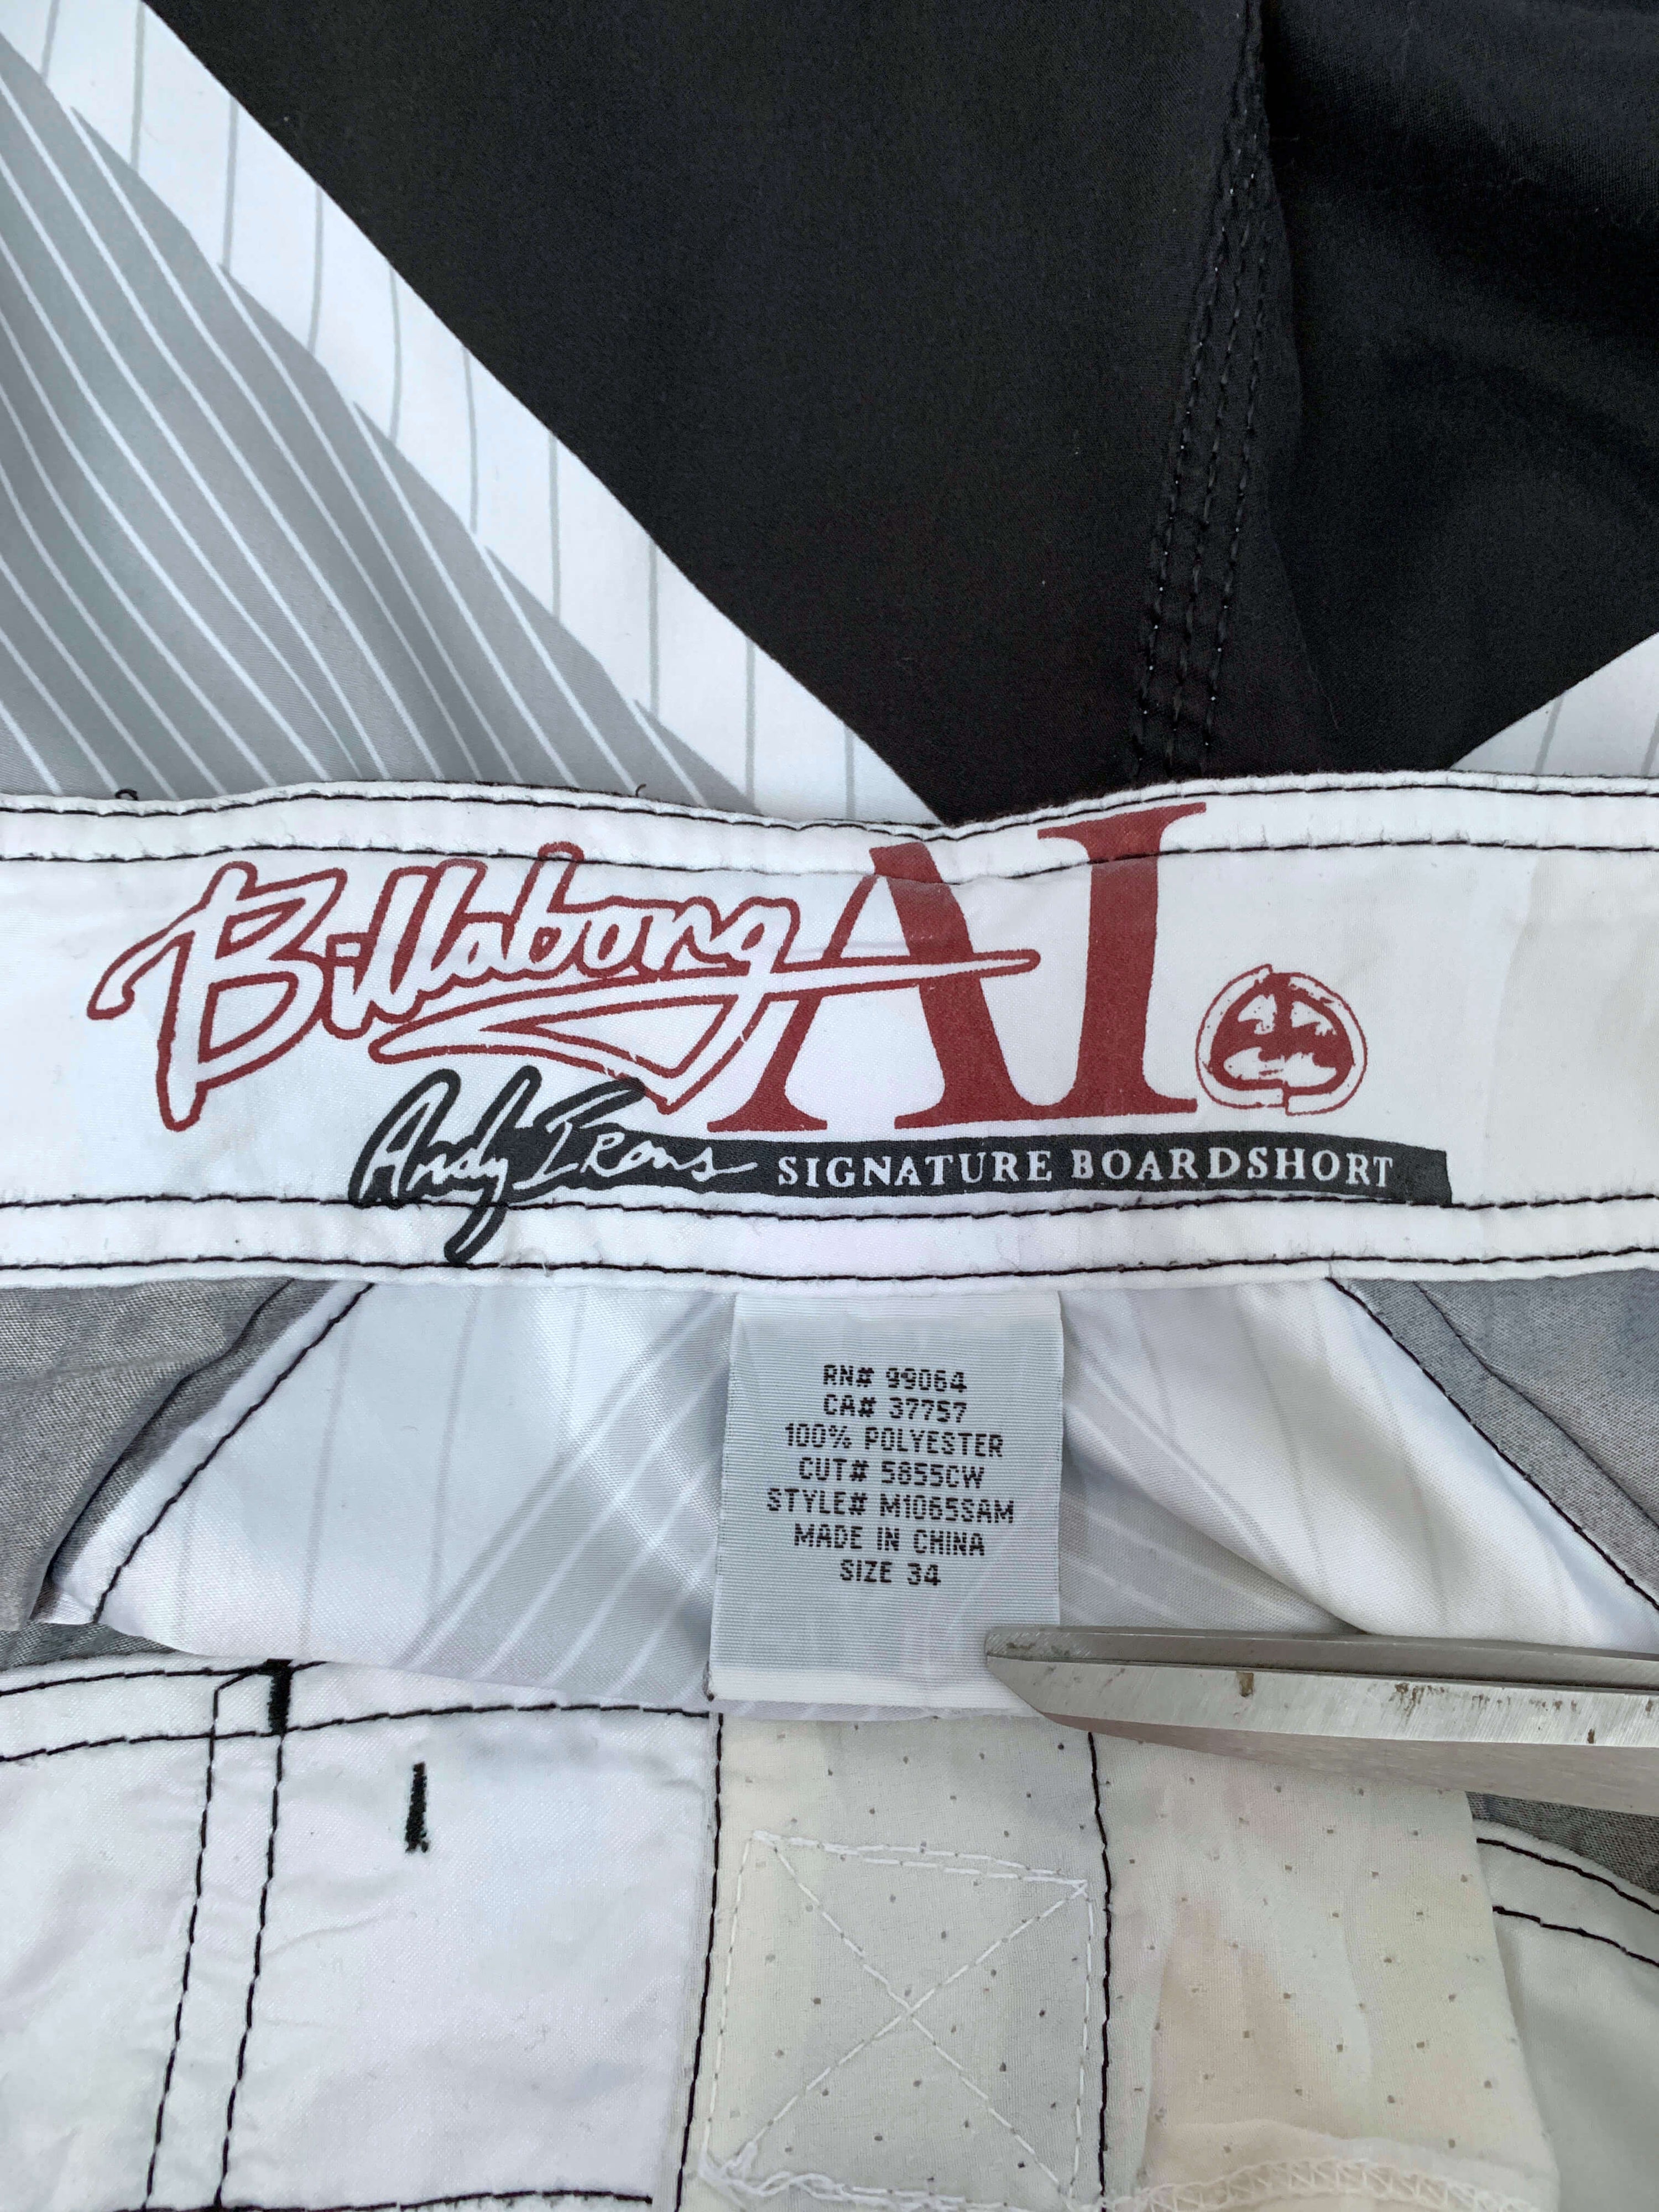 Billabong AI
Andy Irons SIGNATURE BOARDSHORT
RN# 99064
CA# 37757
100% POLYESTER
CUT# 5855CW
STYLE# M1065SAM
MADE IN CHINA
SIZE 34